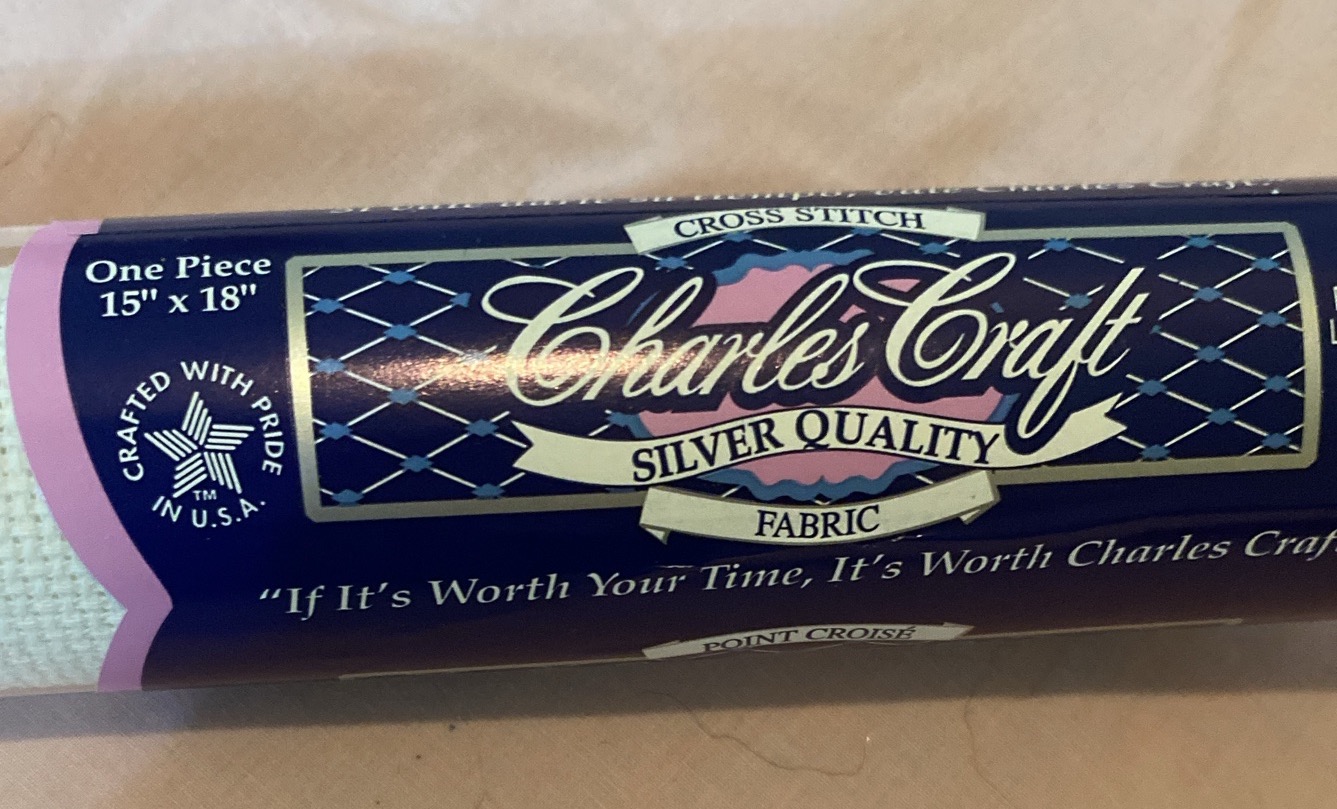 CROSS STITCH
One Piece
15" x 18"
Charles Craft
CRAFTED WITH PRIDE
IN U.S.A.
TM
SILVER QUALITY
FABRIC
"If It's Worth Your Time, It's Worth Charles
POINT CROISÉ